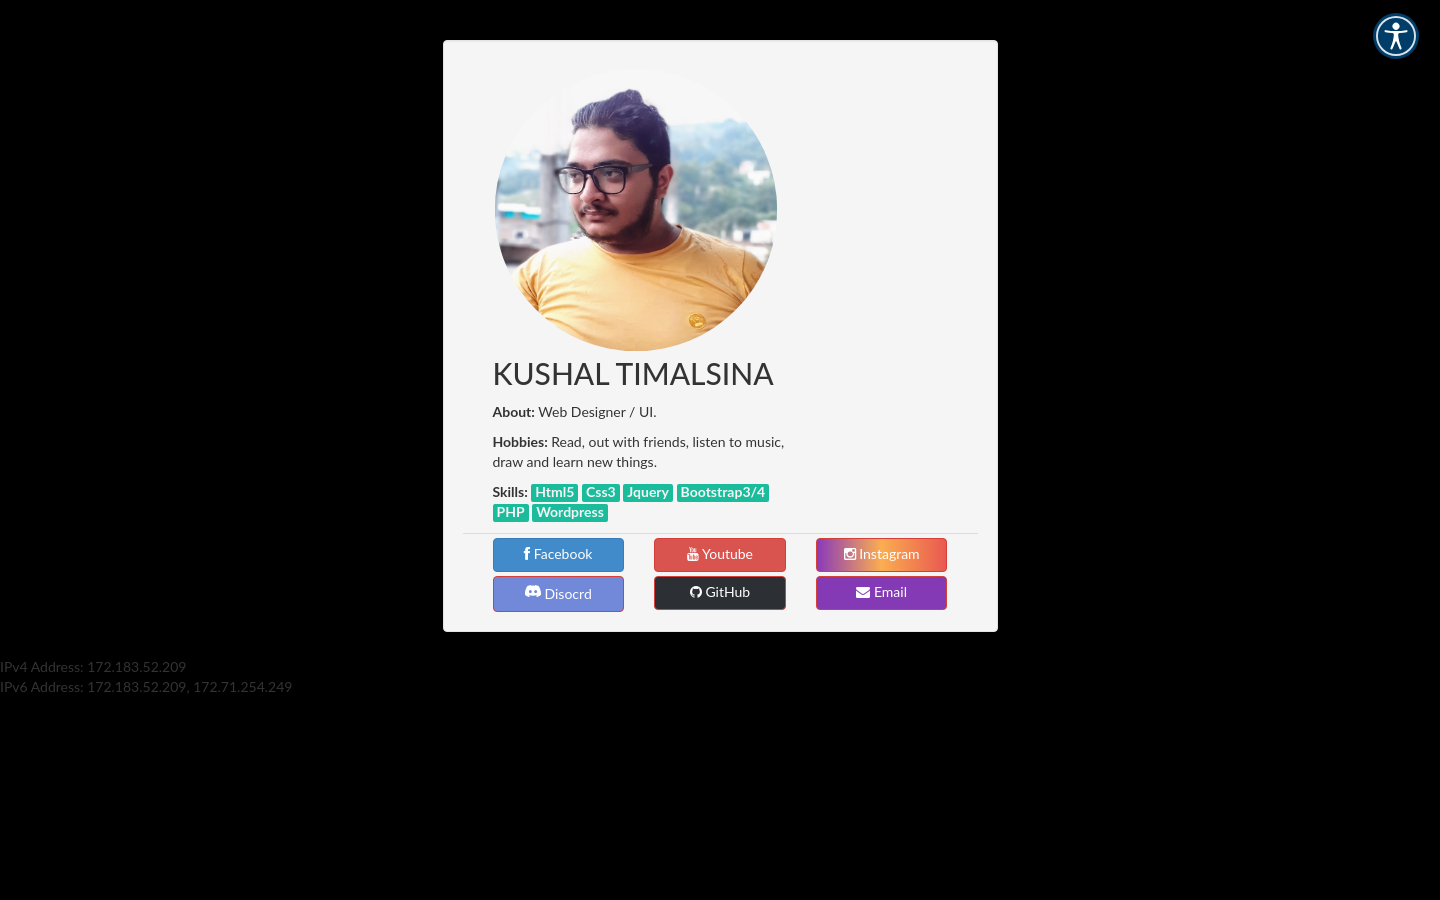 KUSHAL TIMALSINA
About: Web Designer / UI.
Hobbies: Read, out with friends, listen to music,
draw and learn new things.
Skills: Html5 Css3 Jquery Bootstrap3/4
PHP Wordpress
Facebook Youtube Instagram
Disocrd GitHub Email
IPv4 Address: 172.183.52.209
IPv6 Address: 172.183.52.209, 172.71.254.249